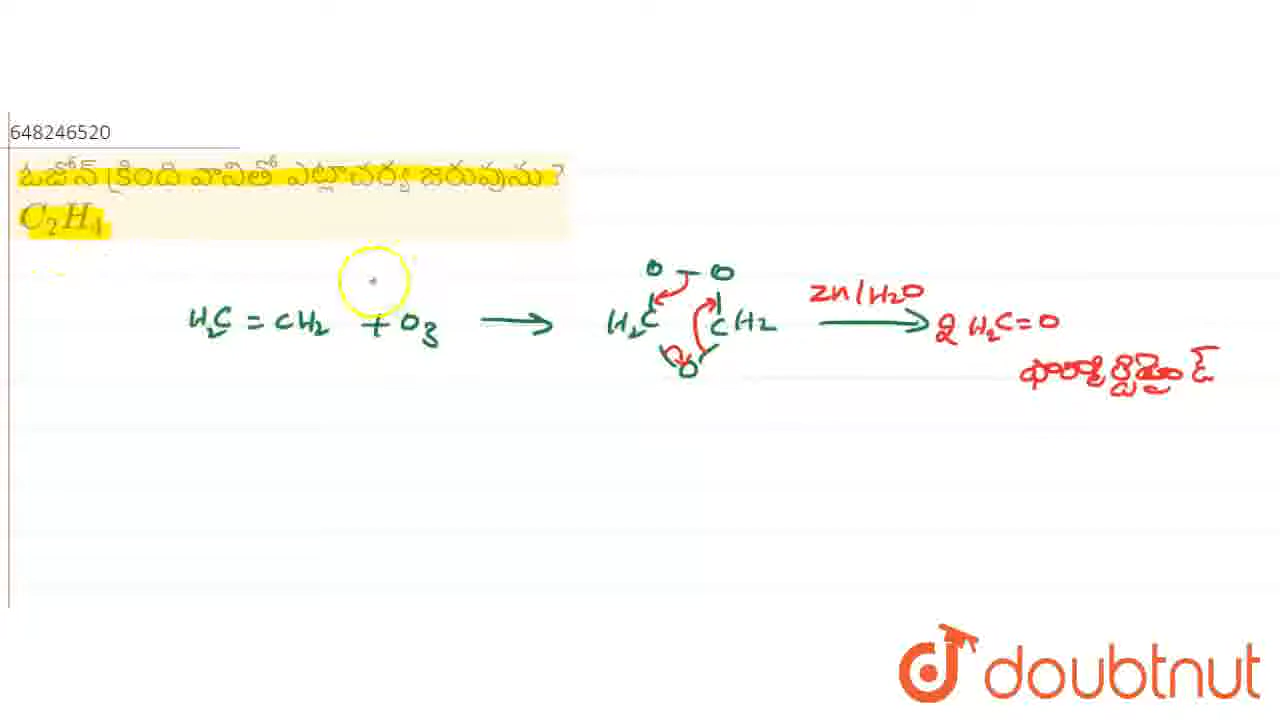 648246520
ఓజోన్ క్రింది వానితో ఎట్లాచర్య జరుపును ?
C₂H₄
H₂C = CH₂ + O₃ ⟶
O – O
H₂C CH₂
O
Zn/H₂O
2 H₂C=O
doubtnut